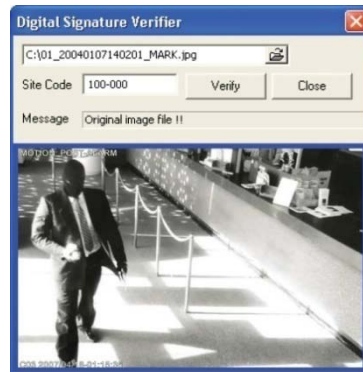 Digital Signature Verifier
C:\01_20040107140201_MARK.jpg
Site Code 100-000 Verify Close
Message Original image file !!